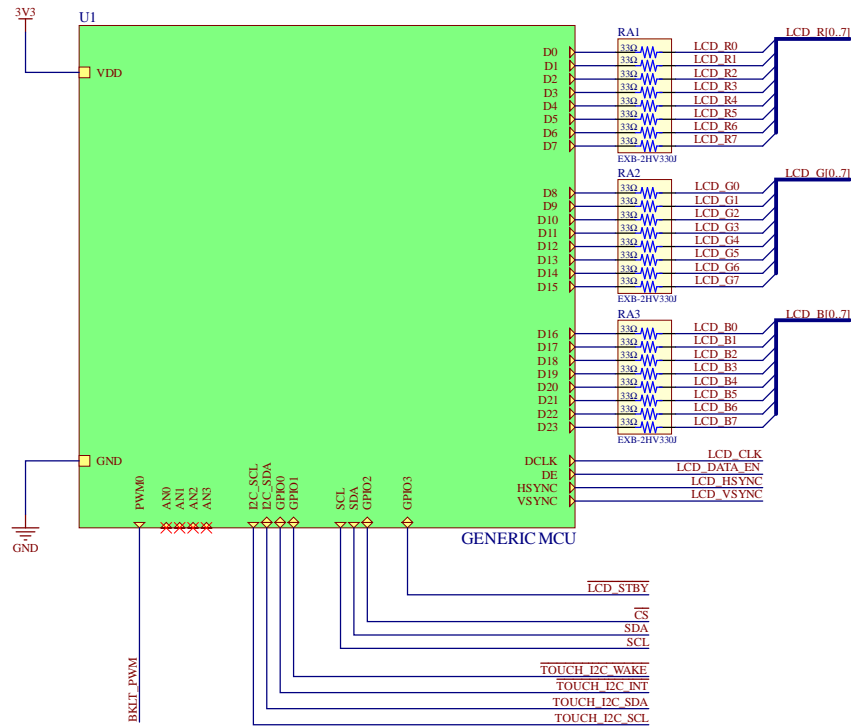 3V3
U1
VDD
GND
GND
D0
D1
D2
D3
D4
D5
D6
D7
RA1
33Ω
33Ω
33Ω
33Ω
33Ω
33Ω
33Ω
33Ω
EXB-2HV330J
LCD_R0
LCD_R1
LCD_R2
LCD_R3
LCD_R4
LCD_R5
LCD_R6
LCD_R7
LCD_R[0..7]
D8
D9
D10
D11
D12
D13
D14
D15
RA2
33Ω
33Ω
33Ω
33Ω
33Ω
33Ω
33Ω
33Ω
EXB-2HV330J
LCD_G0
LCD_G1
LCD_G2
LCD_G3
LCD_G4
LCD_G5
LCD_G6
LCD_G7
LCD_G[0..7]
D16
D17
D18
D19
D20
D21
D22
D23
RA3
33Ω
33Ω
33Ω
33Ω
33Ω
33Ω
33Ω
33Ω
EXB-2HV330J
LCD_B0
LCD_B1
LCD_B2
LCD_B3
LCD_B4
LCD_B5
LCD_B6
LCD_B7
LCD_B[0..7]
DCLK
DE
HSYNC
VSYNC
LCD_CLK
LCD_DATA_EN
LCD_HSYNC
LCD_VSYNC
PWM0
AN0
AN1
AN2
AN3
I2C_SCL
I2C_SDA
GPIO0
GPIO1
SCL
SDA
GPIO2
GPIO3
GENERIC MCU
LCD_STBY
CS
SDA
SCL
TOUCH_I2C_WAKE
TOUCH_I2C_INT
TOUCH_I2C_SDA
TOUCH_I2C_SCL
BKLT_PWM